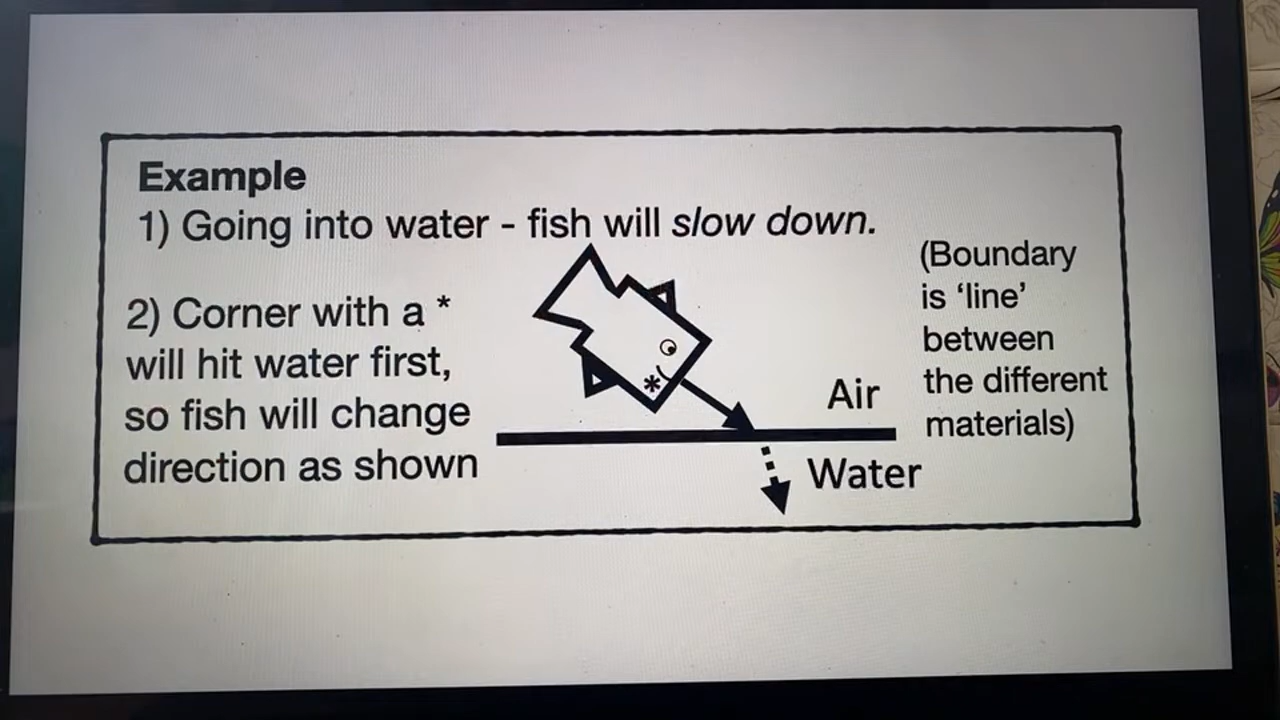 Example
1) Going into water - fish will slow down.
2) Corner with a *
will hit water first,
so fish will change
direction as shown
*
Air
Water
(Boundary
is ‘line’
between
the different
materials)